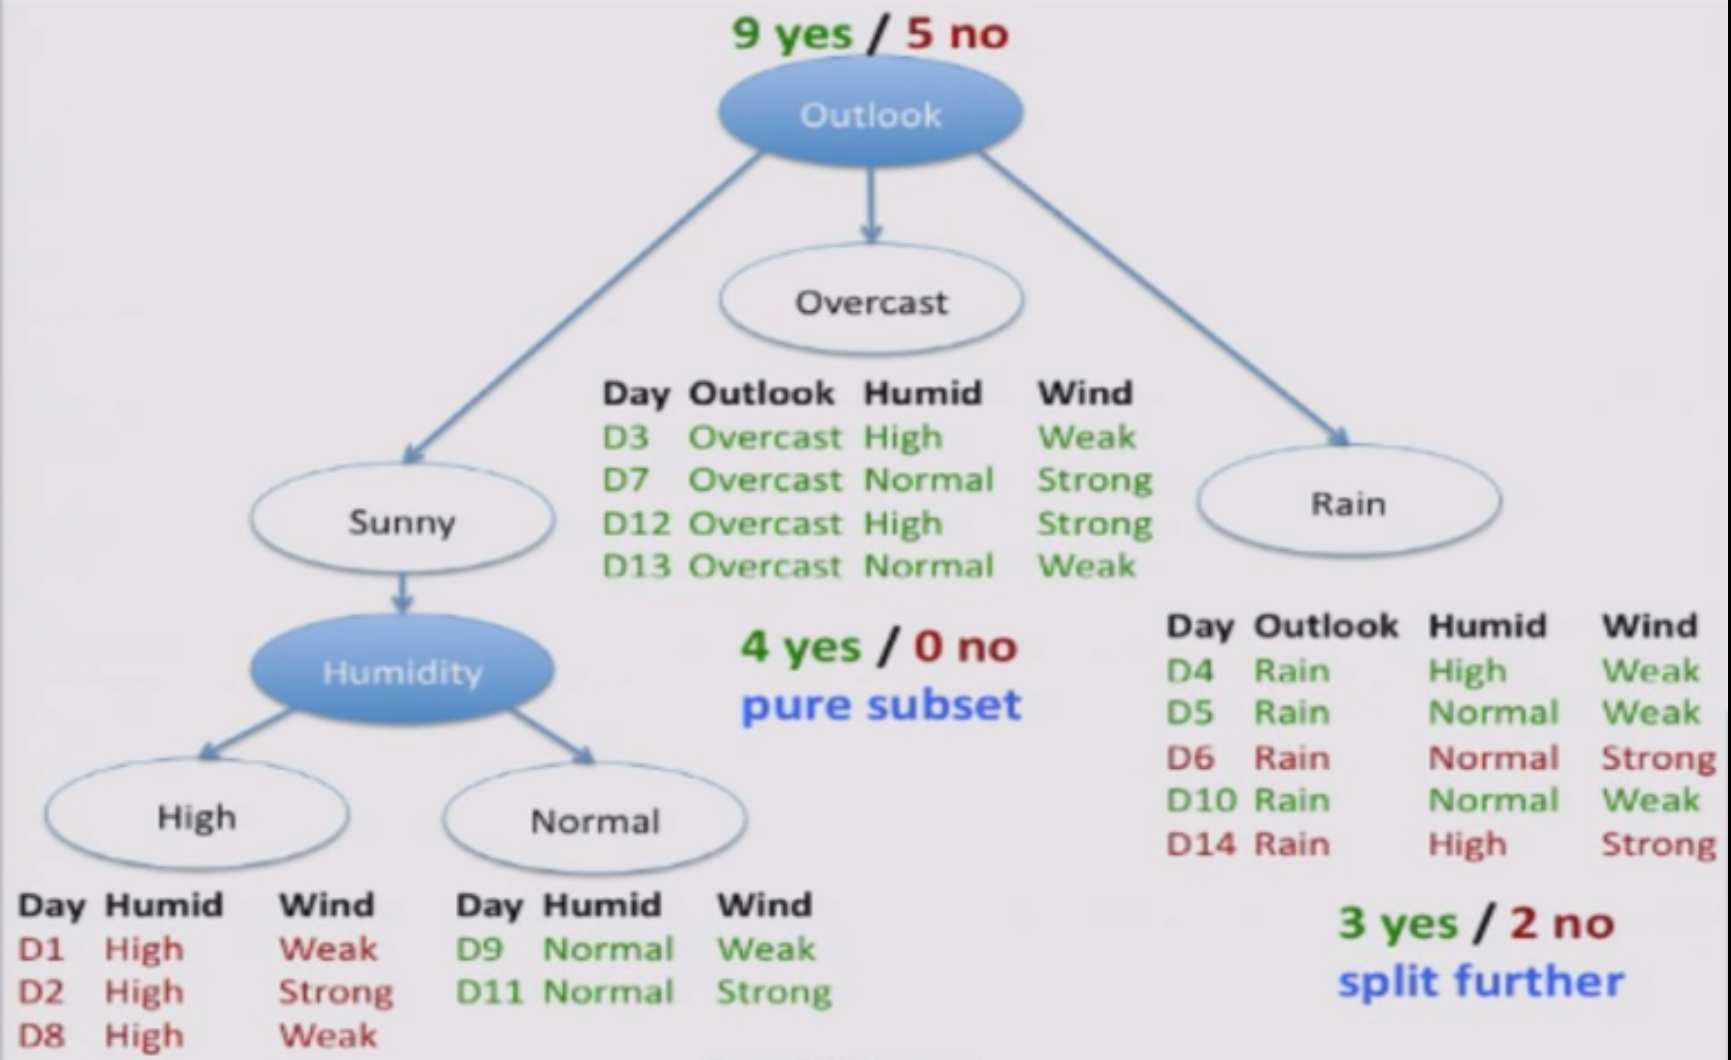 9 yes / 5 no
Outlook
Overcast
Day Outlook Humid Wind
D3 Overcast High Weak
D7 Overcast Normal Strong
D12 Overcast High Strong
D13 Overcast Normal Weak
4 yes / 0 no
pure subset
Sunny
Humidity
High
Day Humid Wind
D1 High Weak
D2 High Strong
D8 High Weak
Normal
Day Humid Wind
D9 Normal Weak
D11 Normal Strong
Rain
Day Outlook Humid Wind
D4 Rain High Weak
D5 Rain Normal Weak
D6 Rain Normal Strong
D10 Rain Normal Weak
D14 Rain High Strong
3 yes / 2 no
split further